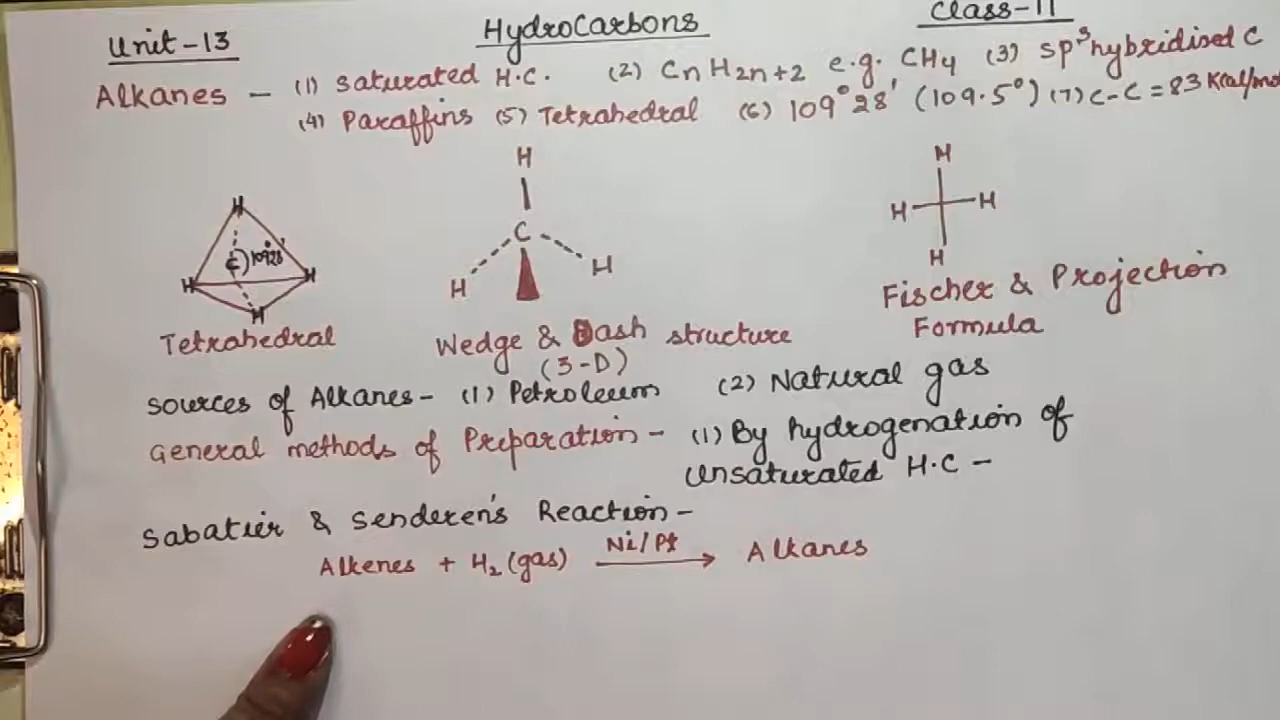 Unit-13 HydroCarbons Class-11
Alkanes - (1) Saturated H.C. (2) CnH2n+2 e.g. CH4 (3) sp³hybridised C
(4) Paraffins (5) Tetrahedral (6) 109°28' (109.5°) (7) C-C = 83 Kcal/mol
H
C
H
H
H
H
H
C) 109°28'
H
H
H
H
H
H
H
Tetrahedral
Wedge & Dash structure
(3-D)
Fischer & Projection
Formula
Sources of Alkanes - (1) Petroleum (2) Natural gas
General methods of Preparation - (1) By hydrogenation of
Unsaturated H.C -
Sabatier & Senderen's Reaction -
Alkenes + H2 (gas) Ni/Pt → Alkanes